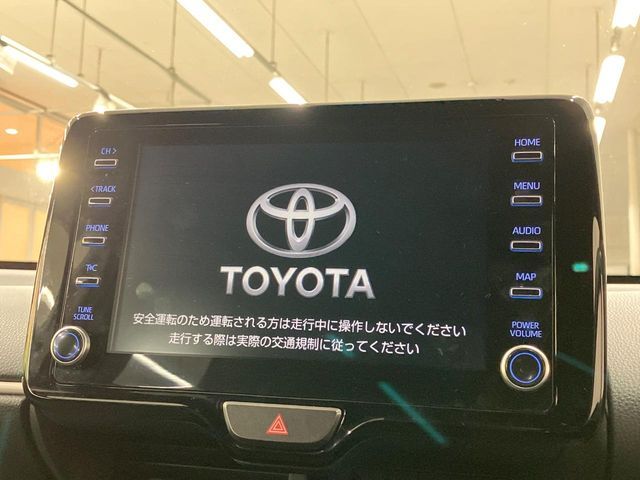 CH >
< TRACK
PHONE
T/C
TUNE
SCROLL
TOYOTA
安全運転のため運転される方は走行中に操作しないでください
走行する際は実際の交通規制に従ってください
HOME
MENU
AUDIO
MAP
POWER
VOLUME